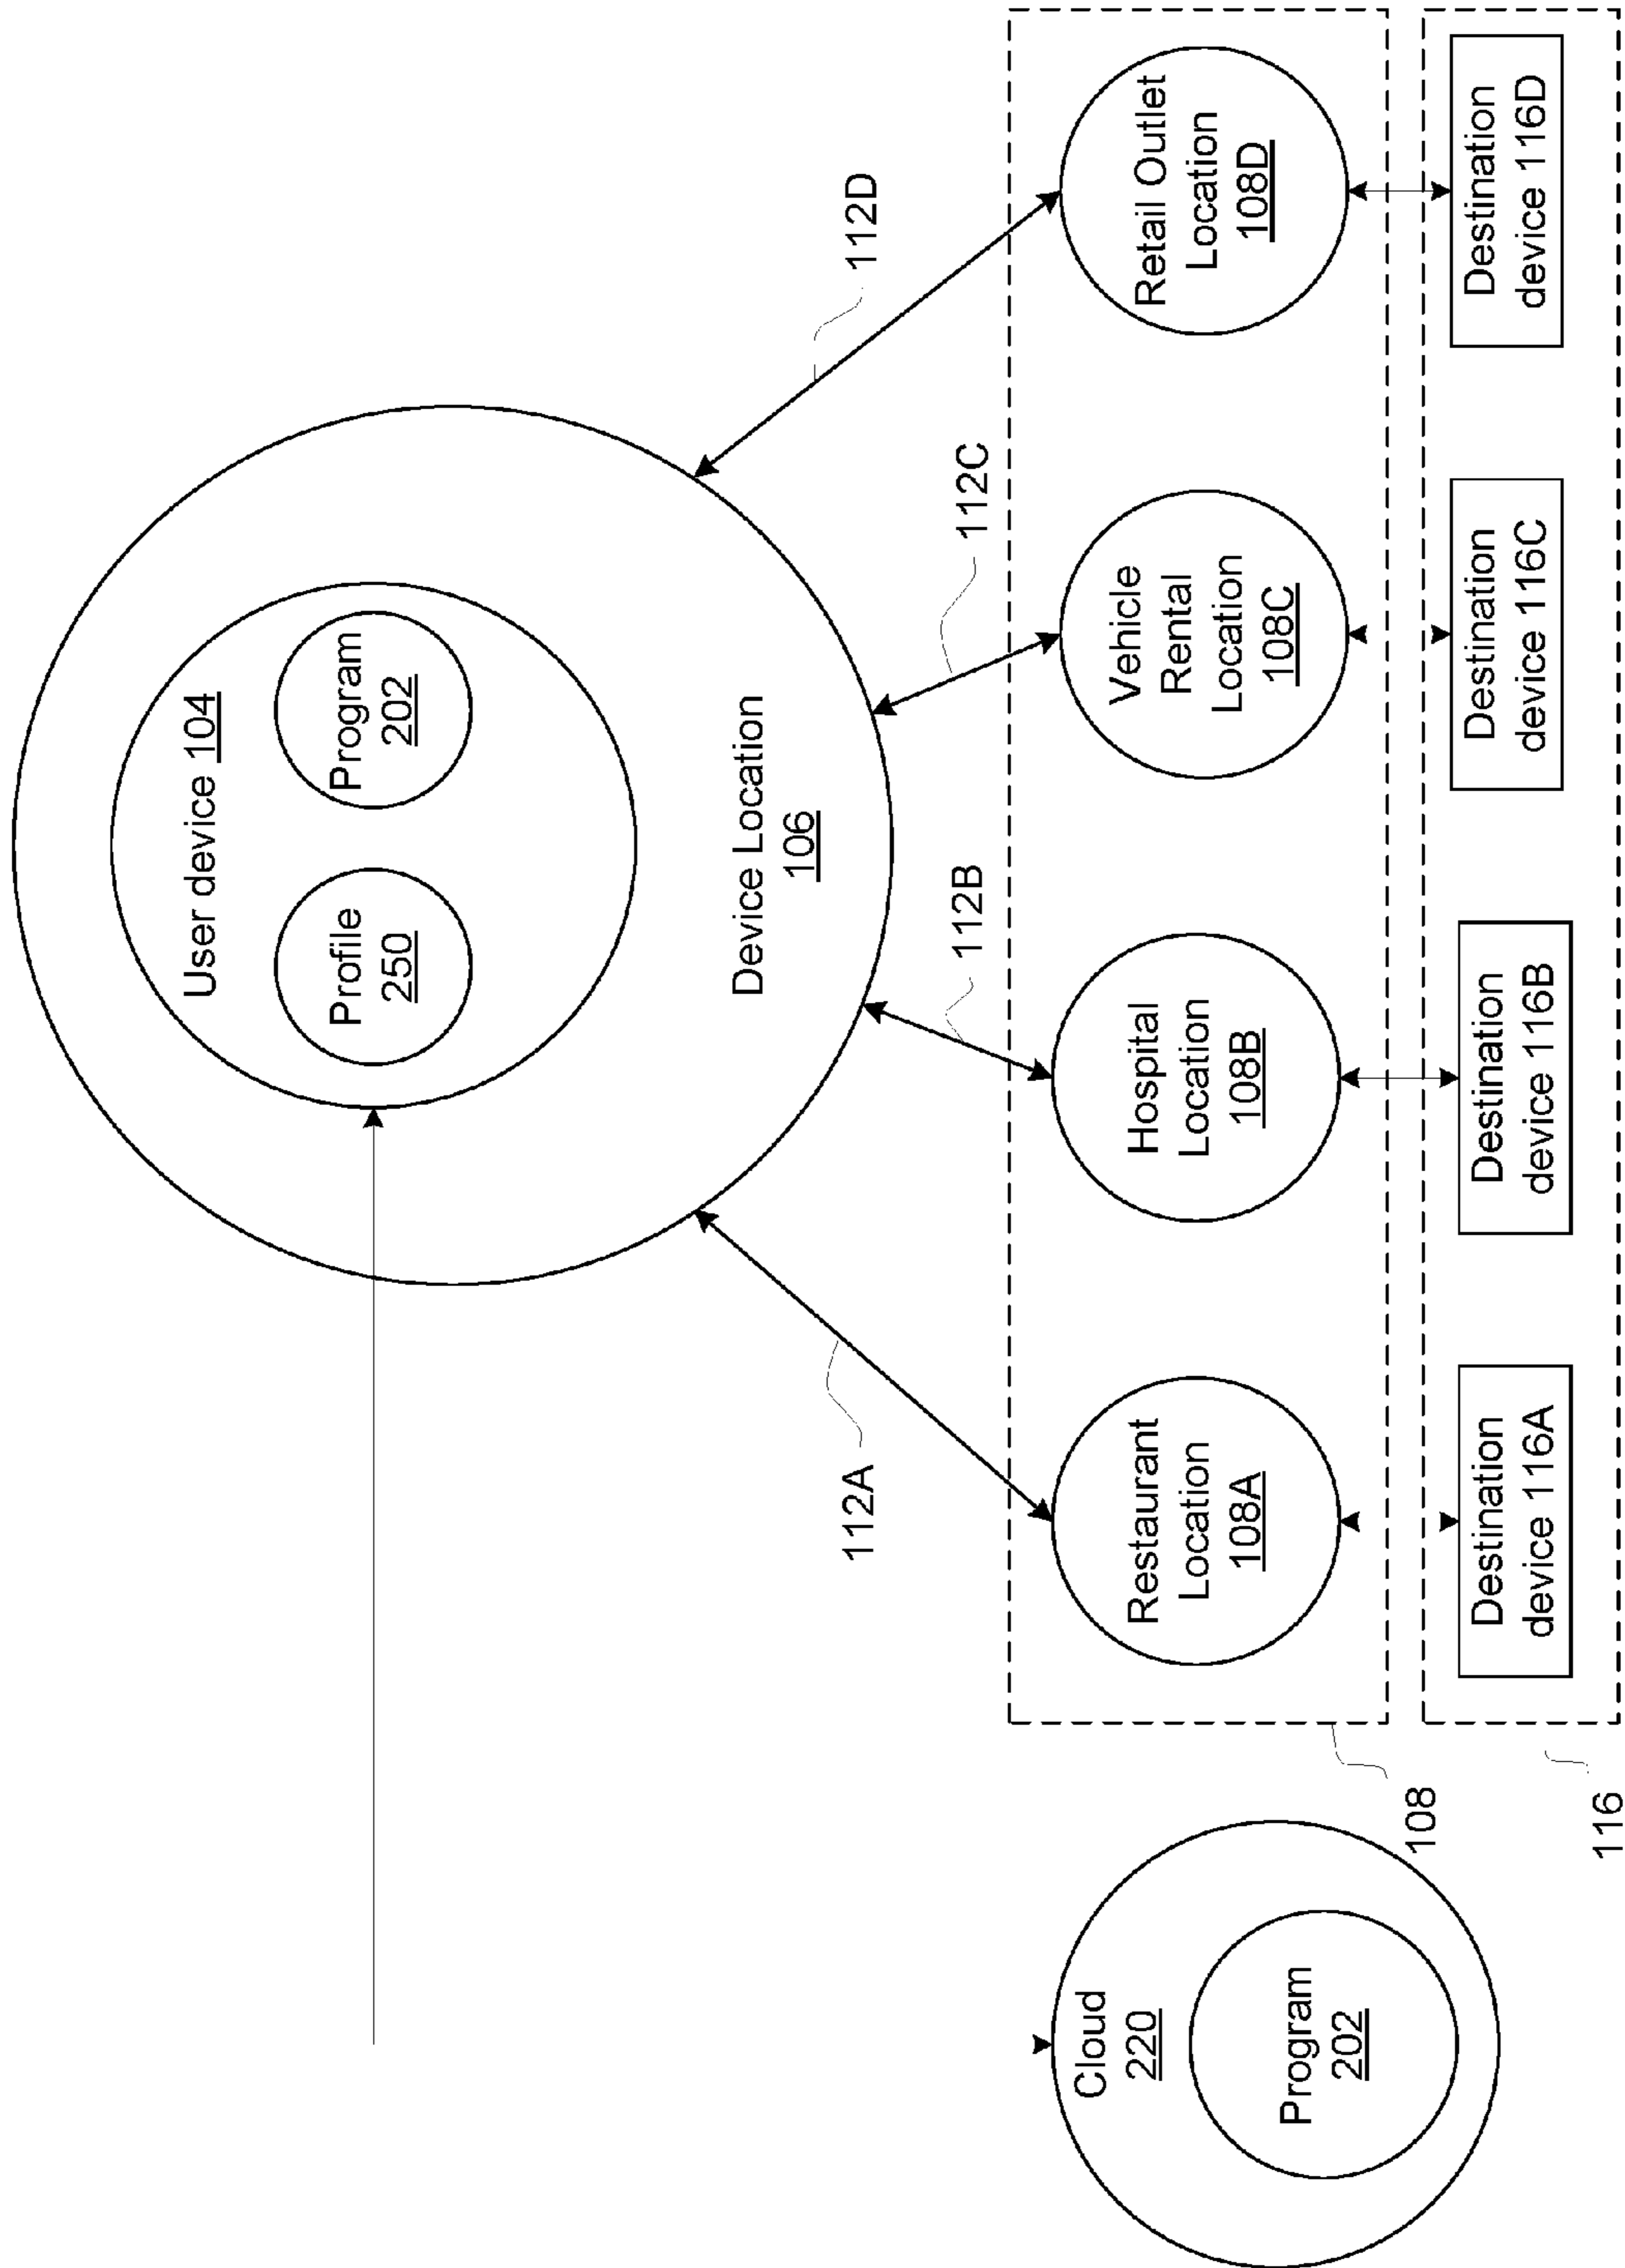 User device 104
Profile
250
Program
202
Device Location
106
112A
112B
112C
112D
Restaurant
Location
108A
Hospital
Location
108B
Vehicle
Rental
Location
108C
Retail Outlet
Location
108D
Cloud
220
Program
202
108
Destination
device 116A
Destination
device 116B
Destination
device 116C
Destination
device 116D
116